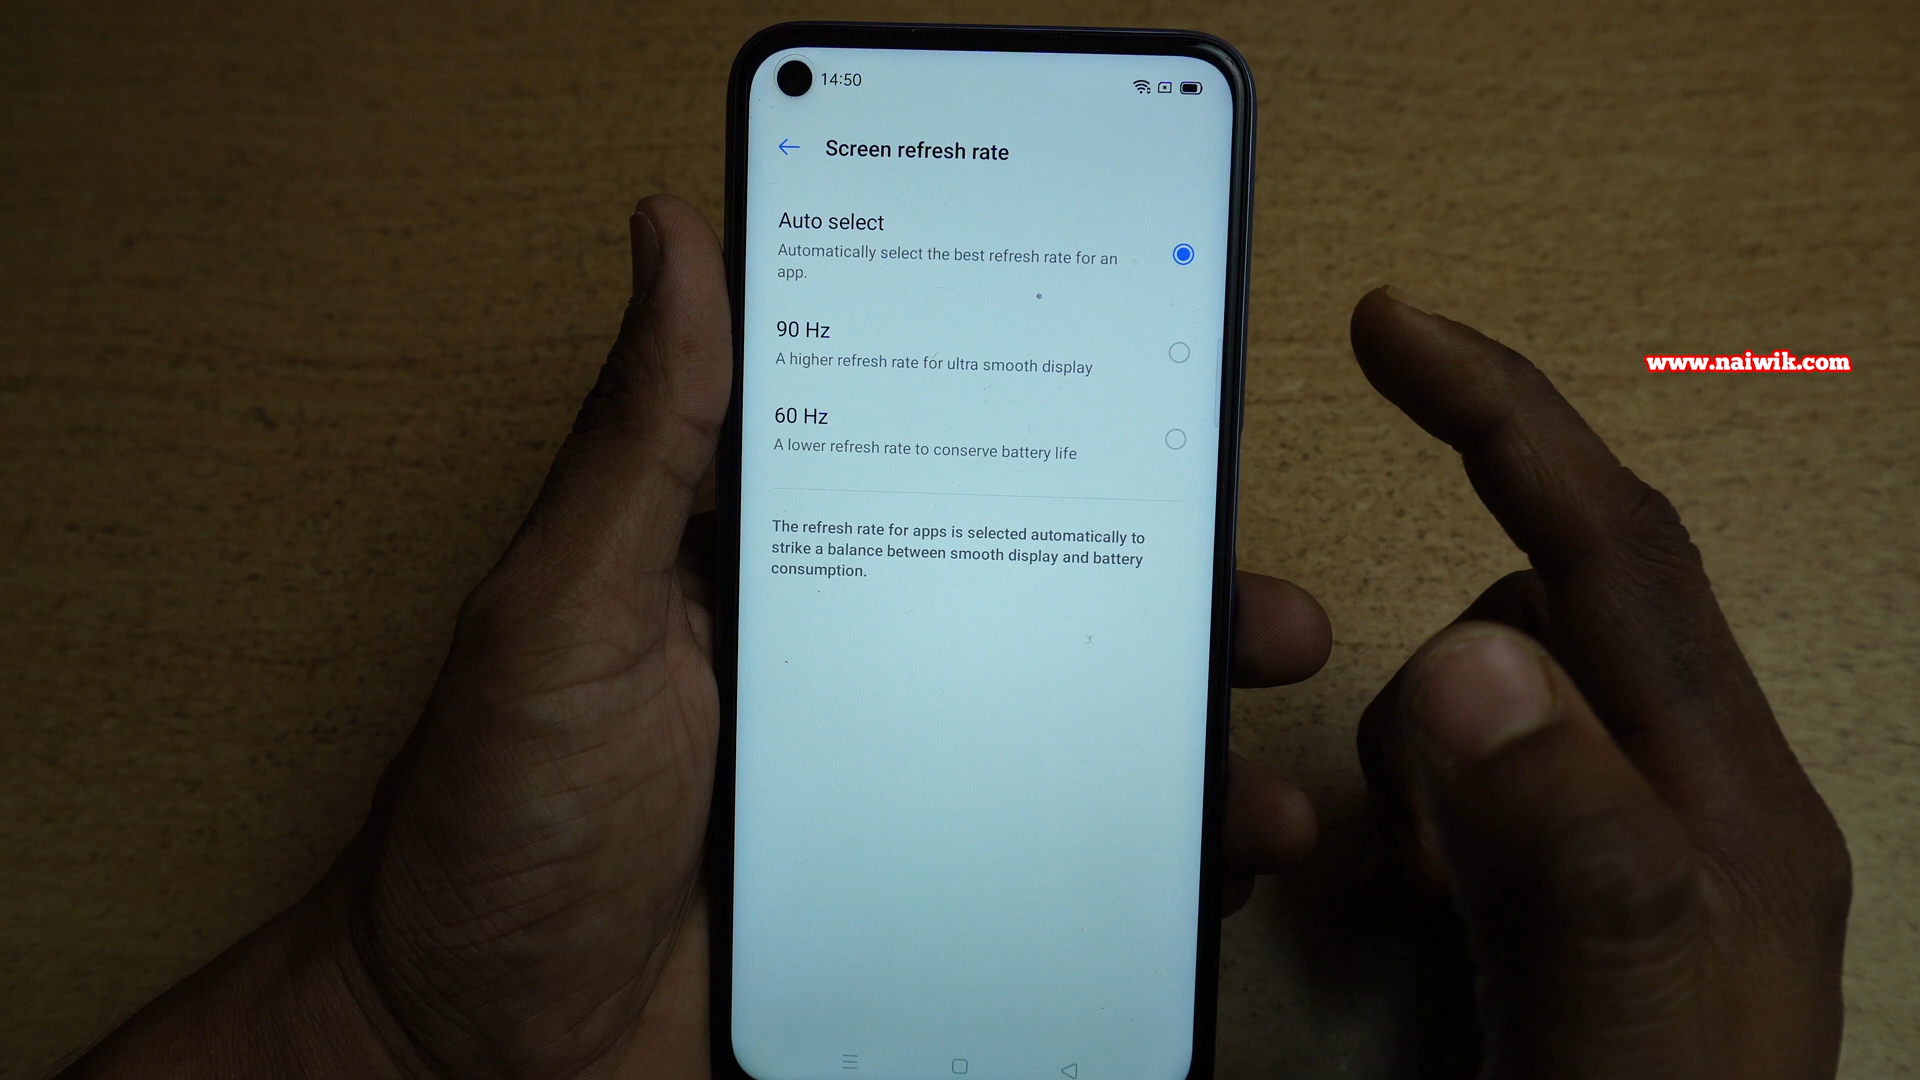 14:50
Screen refresh rate
Auto select
Automatically select the best refresh rate for an
app.
90 Hz
A higher refresh rate for ultra smooth display
60 Hz
A lower refresh rate to conserve battery life
The refresh rate for apps is selected automatically to
strike a balance between smooth display and battery
consumption.
www.naiwik.com